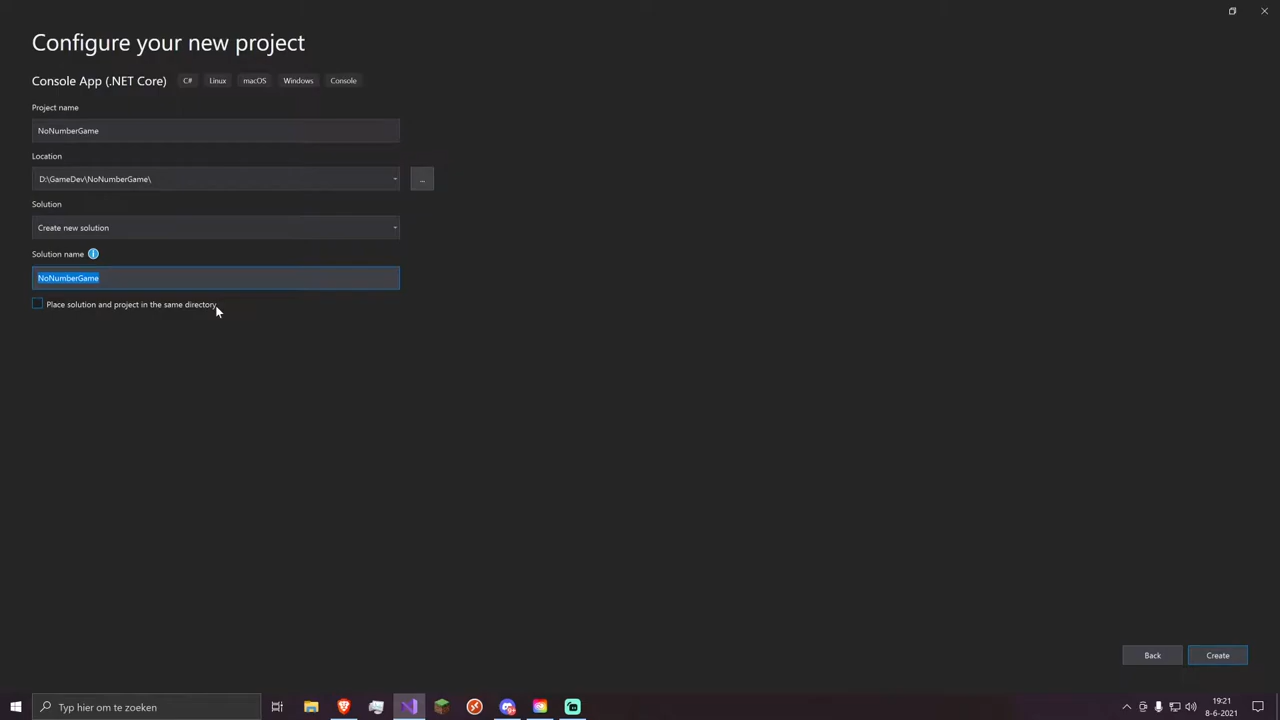 Configure your new project
Console App (.NET Core) C# Linux macOS Windows Console
Project name
NoNumberGame
Location
D:\GameDev\NoNumberGame\
...
Solution
Create new solution
Solution name
NoNumberGame
Place solution and project in the same directory
Back Create
Typ hier om te zoeken
19:21
8-6-2021